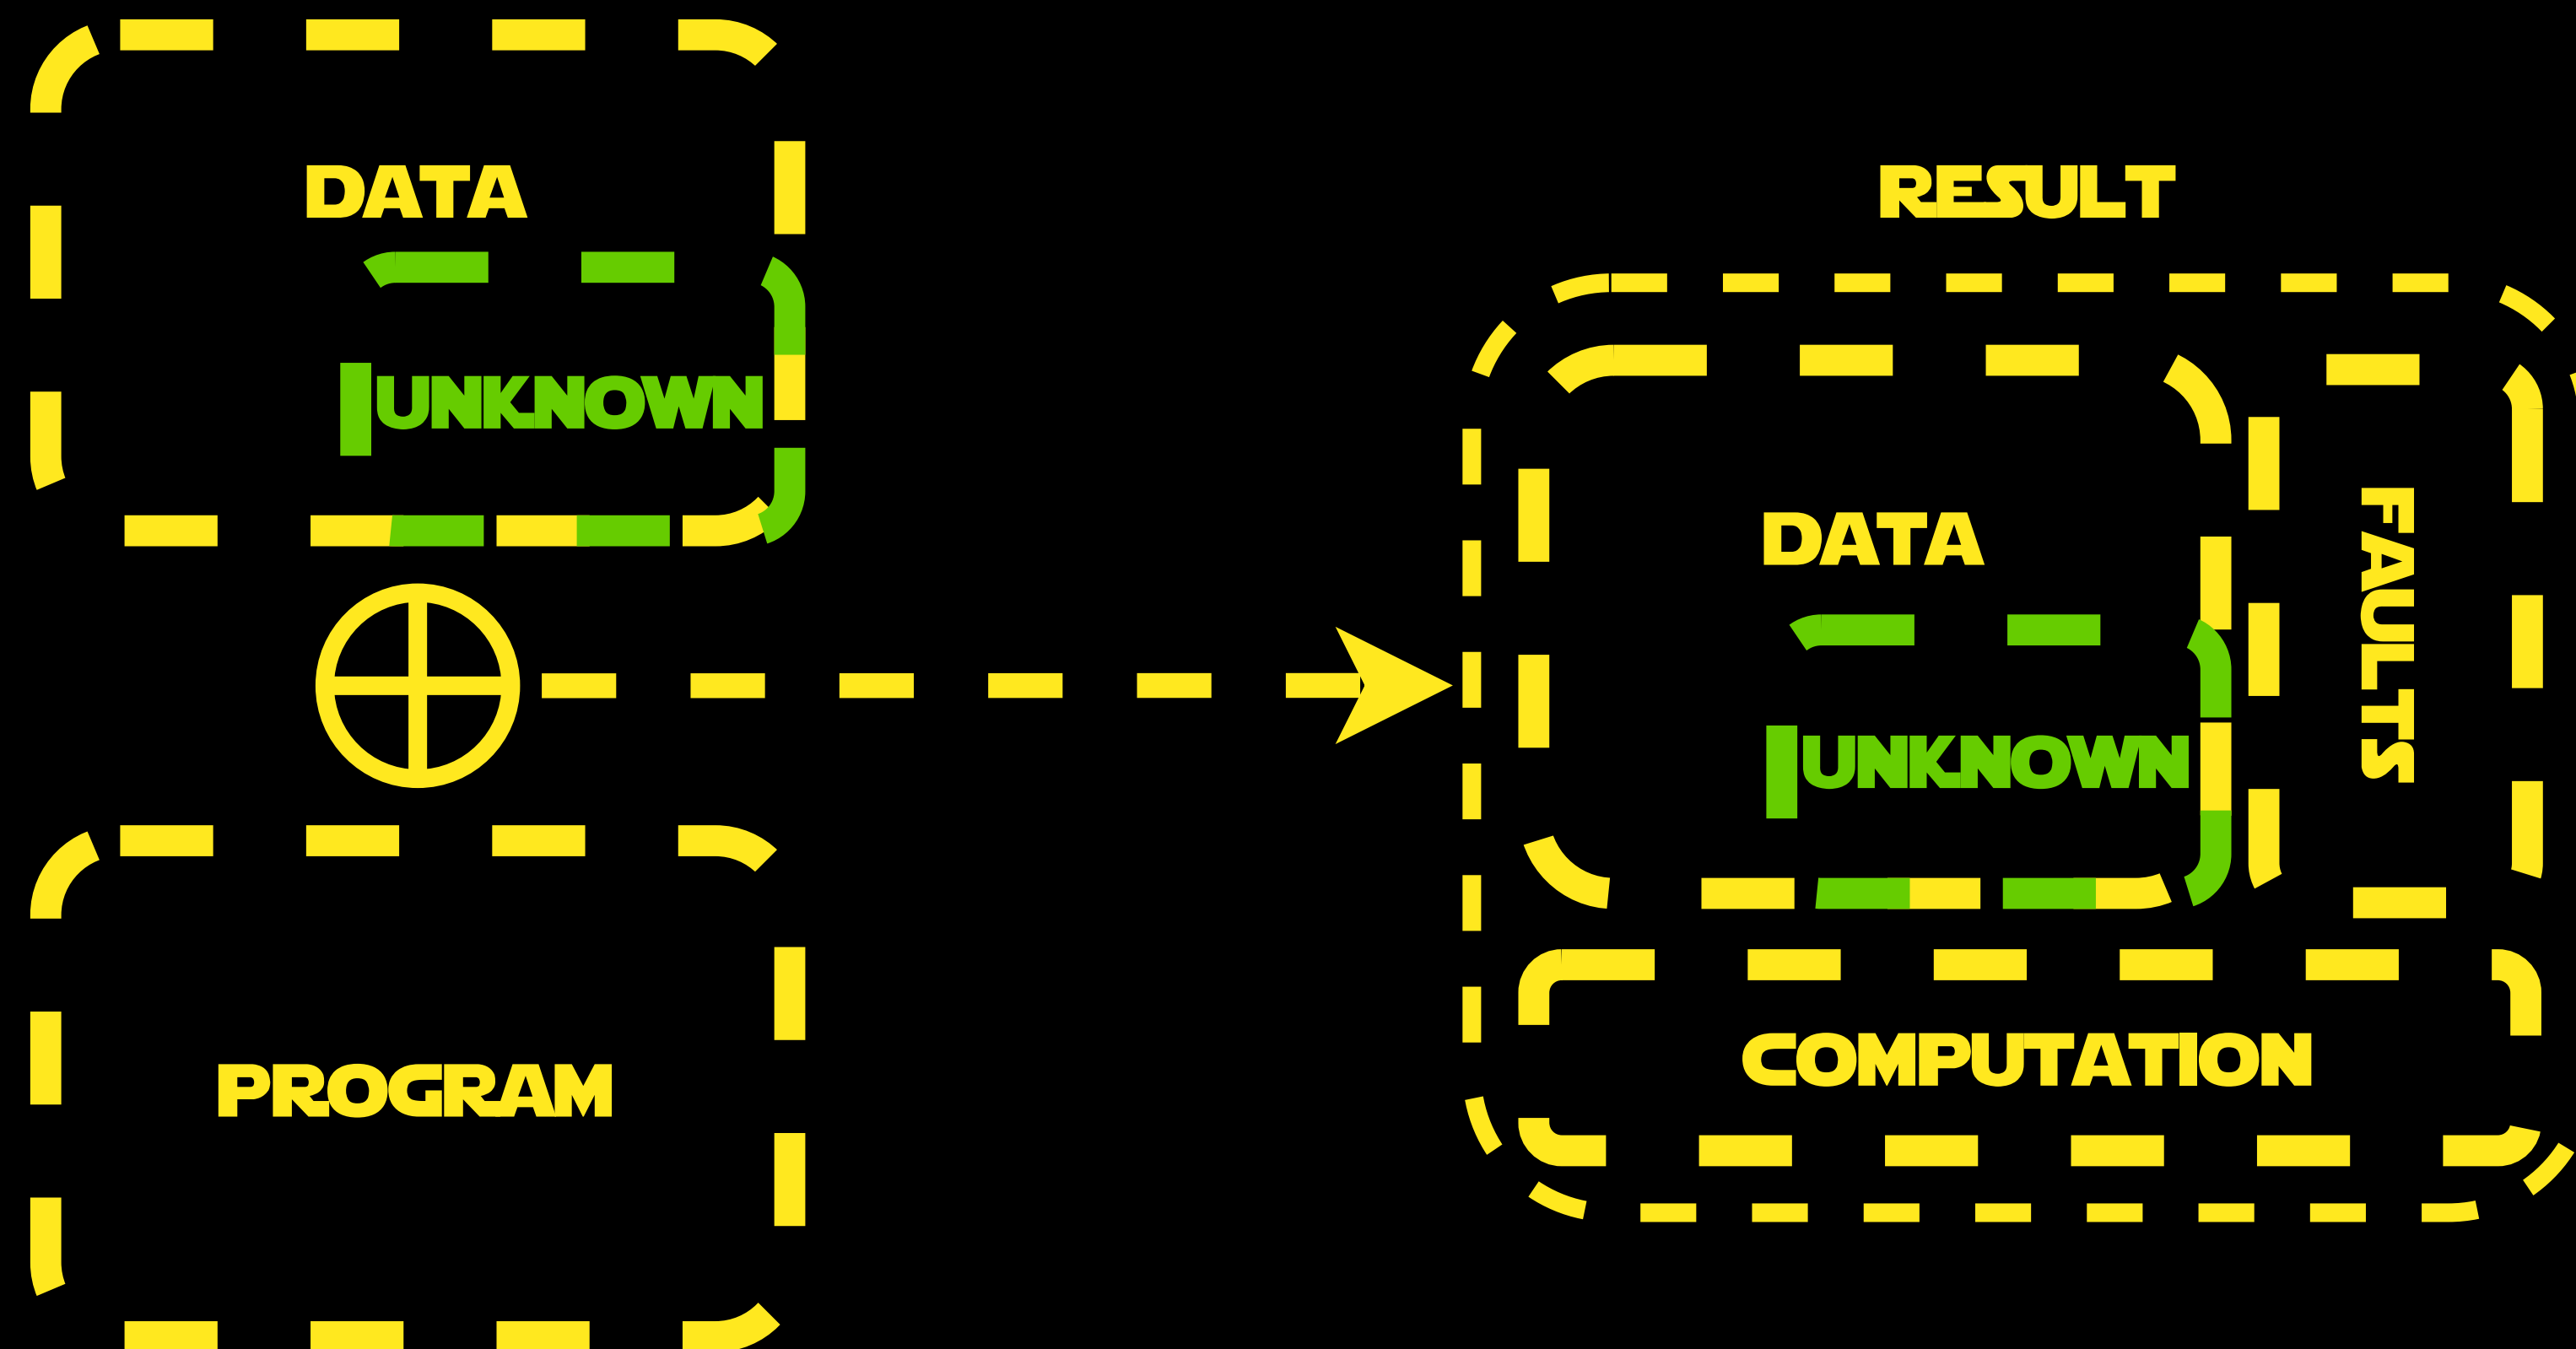 DATA
UNKNOWN
PROGRAM
RESULT
DATA
UNKNOWN
FAULTS
COMPUTATION